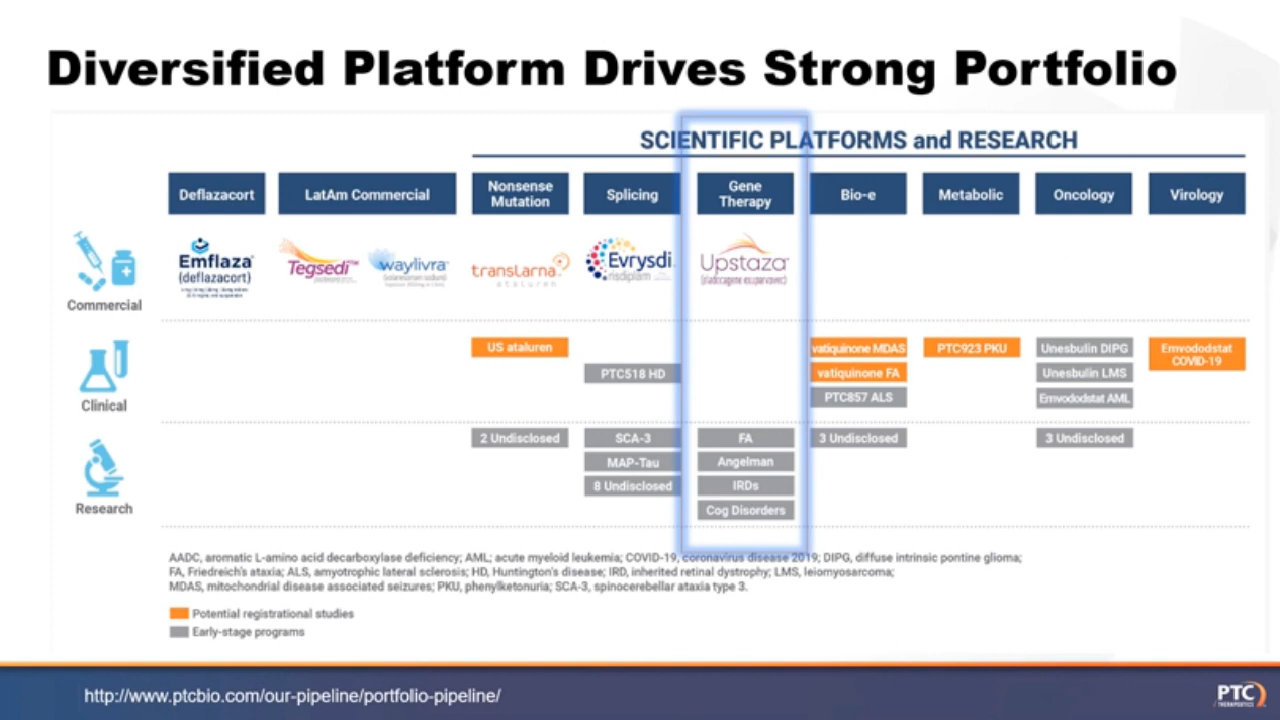 Diversified Platform Drives Strong Portfolio
SCIENTIFIC PLATFORMS and RESEARCH
Deflazacort
LatAm Commercial
Nonsense
Mutation
Splicing
Gene
Therapy
Bio-e
Metabolic
Oncology
Virology
Commercial
Emflaza
(deflazacort)
Tegsedi
waylivra
translarna
ataluren
Evrysdi
risdiplam
Upstaza
(eladocagene exuparvovec)
Clinical
US ataluren
PTC518 HD
vatiquinone MDAS
vatiquinone FA
PTC857 ALS
PTC923 PKU
Unesbulin DIPG
Unesbulin LMS
Emvododstat AML
Emvododstat
COVID-19
Research
2 Undisclosed
SCA-3
MAP-Tau
8 Undisclosed
FA
Angelman
IRDs
Cog Disorders
3 Undisclosed
3 Undisclosed
AADC, aromatic L-amino acid decarboxylase deficiency; AML; acute myeloid leukemia; COVID-19, coronavirus disease 2019; DIPG, diffuse intrinsic pontine glioma;
FA, Friedreich's ataxia; ALS, amyotrophic lateral sclerosis; HD, Huntington's disease; IRD, inherited retinal dystrophy; LMS, leiomyosarcoma;
MDAS, mitochondrial disease associated seizures; PKU, phenylketonuria; SCA-3, spinocerebellar ataxia type 3.
Potential registrational studies
Early-stage programs
http://www.ptcbio.com/our-pipeline/portfolio-pipeline/
PTC
THERAPEUTICS